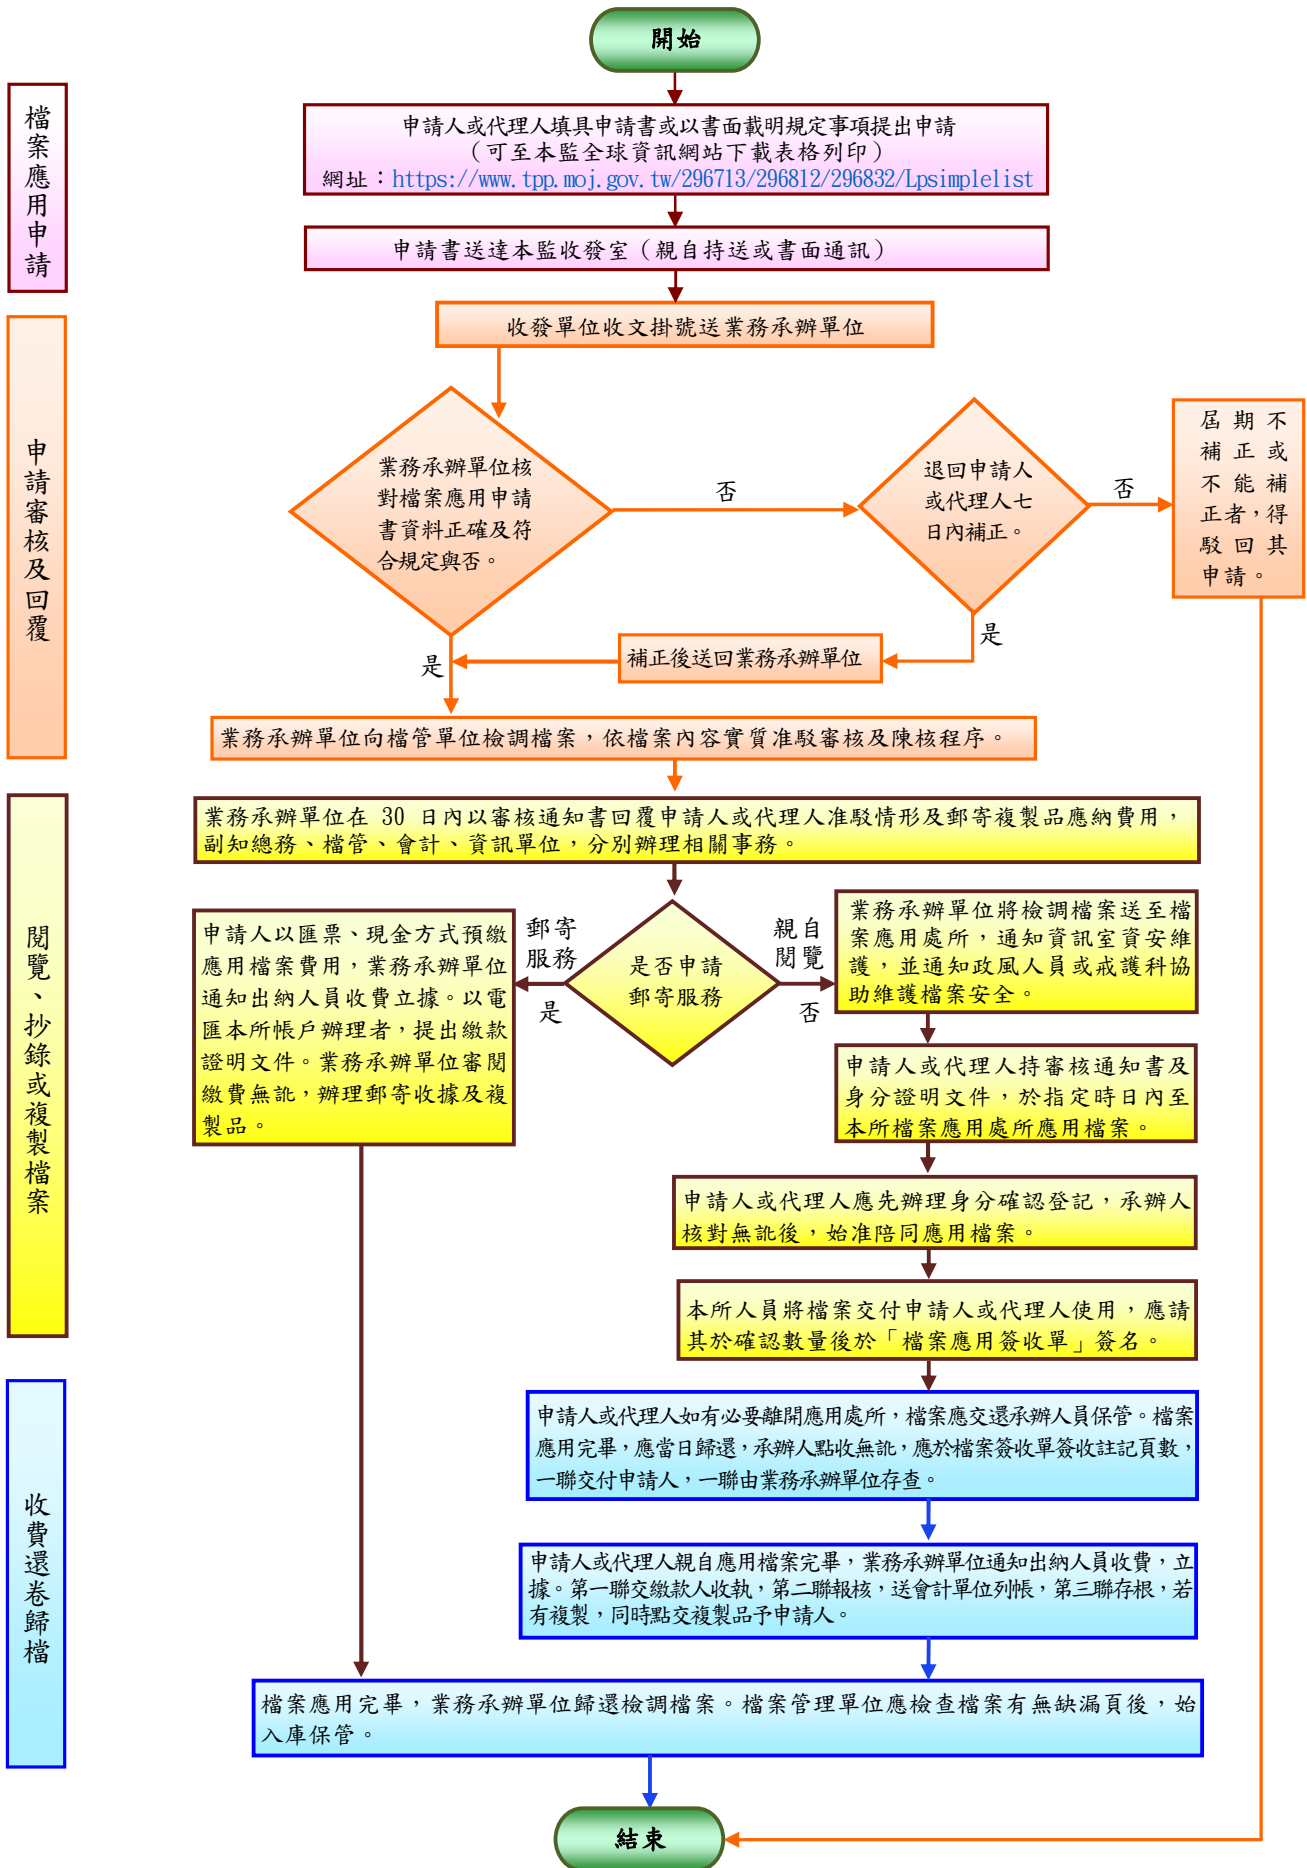 開始
檔案應用申請
申請人或代理人填具申請書或以書面載明規定事項提出申請
（可至本監全球資訊網站下載表格列印）
網址：https://www.tpp.moj.gov.tw/296713/296812/296832/Lpsimplelist
申請書送達本監收發室（親自持送或書面通訊）
申請審核及回覆
收發單位收文掛號送業務承辦單位
業務承辦單位核
對檔案應用申請
書資料正確及符
合規定與否。
否
退回申請人
或代理人七
日內補正。
否
屆期不
補正或
不能補
正者，得
駁回其
申請。
是
補正後送回業務承辦單位
是
業務承辦單位向檔管單位檢調檔案，依檔案內容實質准駁審核及陳核程序。
閱覽、抄錄或複製檔案
業務承辦單位在 30 日內以審核通知書回覆申請人或代理人准駁情形及郵寄複製品應納費用，
副知總務、檔管、會計、資訊單位，分別辦理相關事務。
是否申請
郵寄服務
郵寄
服務
是
親自
閱覽
否
申請人以匯票、現金方式預繳
應用檔案費用，業務承辦單位
通知出納人員收費立據。以電
匯本所帳戶辦理者，提出繳款
證明文件。業務承辦單位審閱
繳費無訛，辦理郵寄收據及複
製品。
業務承辦單位將檢調檔案送至檔
案應用處所，通知資訊室資安維
護，並通知政風人員或戒護科協
助維護檔案安全。
申請人或代理人持審核通知書及
身分證明文件，於指定時日內至
本所檔案應用處所應用檔案。
申請人或代理人應先辦理身分確認登記，承辦人
核對無訛後，始准陪同應用檔案。
本所人員將檔案交付申請人或代理人使用，應請
其於確認數量後於「檔案應用簽收單」簽名。
收費還卷歸檔
申請人或代理人如有必要離開應用處所，檔案應交還承辦人員保管。檔案
應用完畢，應當日歸還，承辦人點收無訛，應於檔案簽收單簽收註記頁數，
一聯交付申請人，一聯由業務承辦單位存查。
申請人或代理人親自應用檔案完畢，業務承辦單位通知出納人員收費，立
據。第一聯交繳款人收執，第二聯報核，送會計單位列帳，第三聯存根，若
有複製，同時點交複製品予申請人。
檔案應用完畢，業務承辦單位歸還檢調檔案。檔案管理單位應檢查檔案有無缺漏頁後，始
入庫保管。
結束